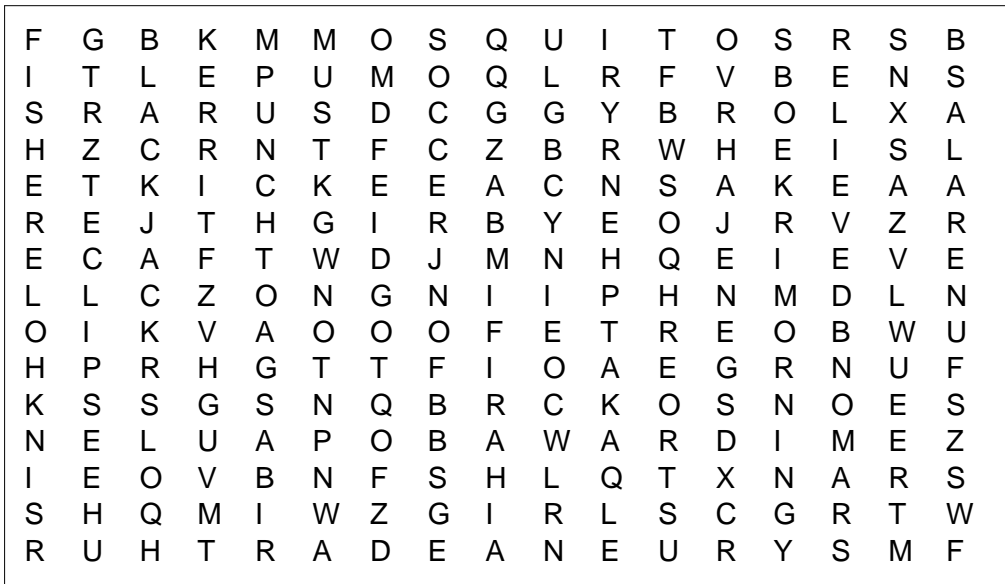 F G B K M M O S Q U I T O S R S B
I T L E P U M O Q L R F V B E N S
S R A R U S D C G G Y B R O L X A
H Z C R N T F C Z B R W H E I S L
E T K I C K E E A C N S A K E A A
R E J T H G I R B Y E O J R V Z R
E C A F T W D J M N H Q E I E V E
L L C Z O N G N I I P H N M D L N
O I K V A O O O F E T R E O B W U
H P R H G T T F I O A E G R N U F
K S S G S N Q B R C K O S N O E S
N E L U A P O B A W A R D I M E Z
I E O V B N F S H L Q T X N A R S
S H Q M I W Z G I R L S C G R T W
R U H T R A D E A N E U R Y S M F